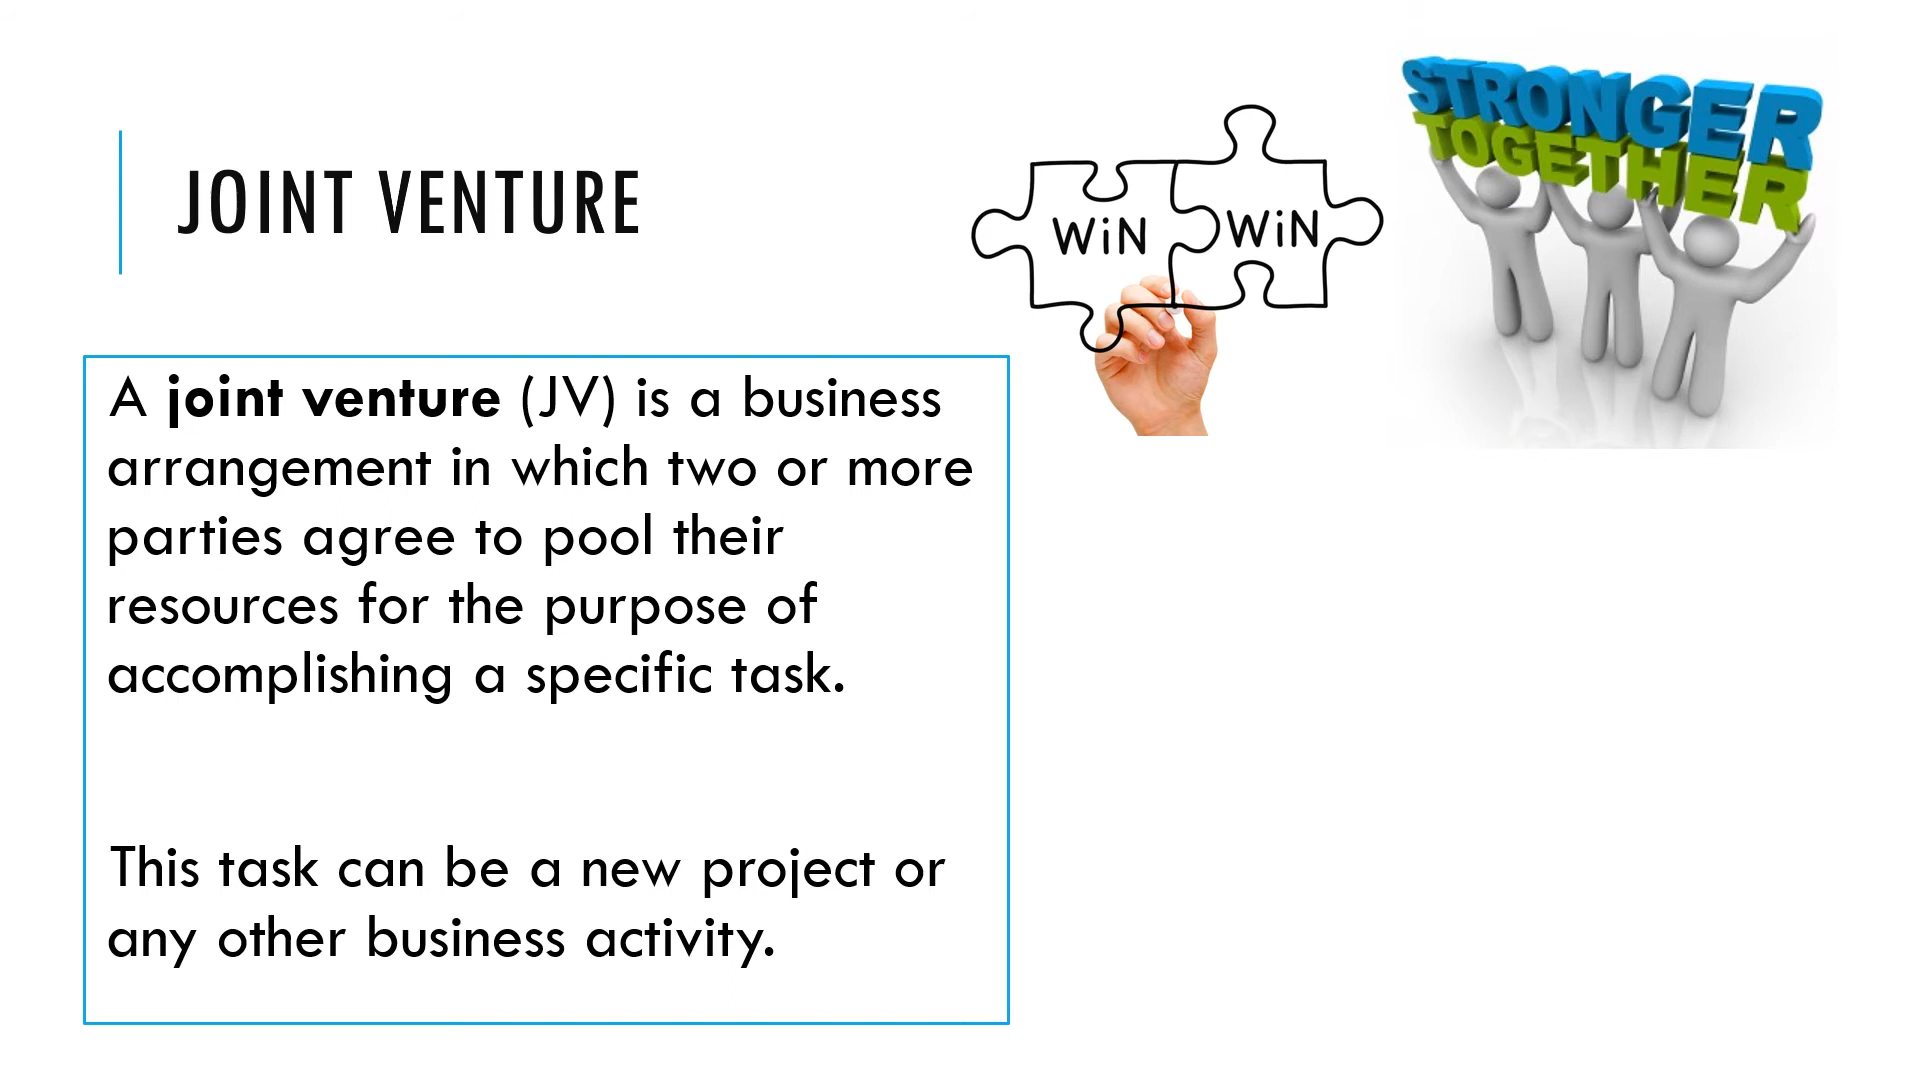 JOINT VENTURE
WiN WiN
STRONGER
TOGETHER
A joint venture (JV) is a business
arrangement in which two or more
parties agree to pool their
resources for the purpose of
accomplishing a specific task.
This task can be a new project or
any other business activity.